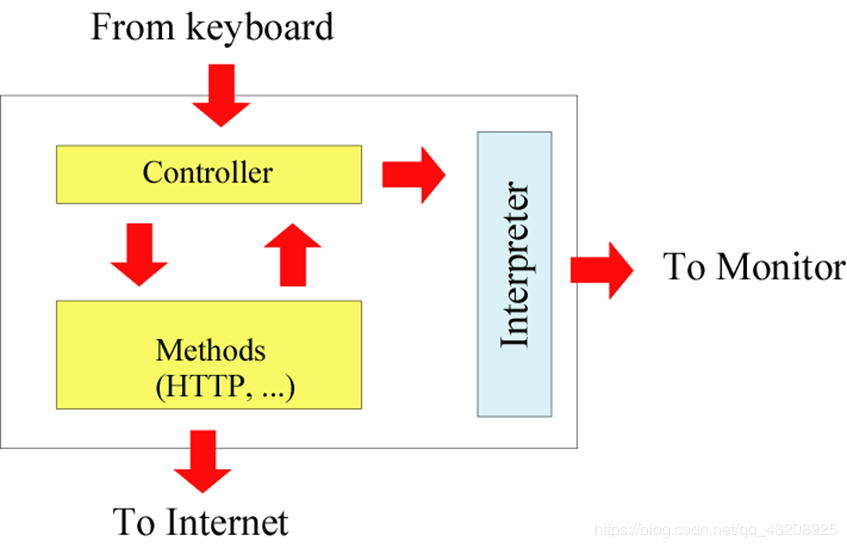 From keyboard
Controller
Interpreter
To Monitor
Methods
(HTTP, ...)
To Internet
https://blog.csdn.net/qq_43208925